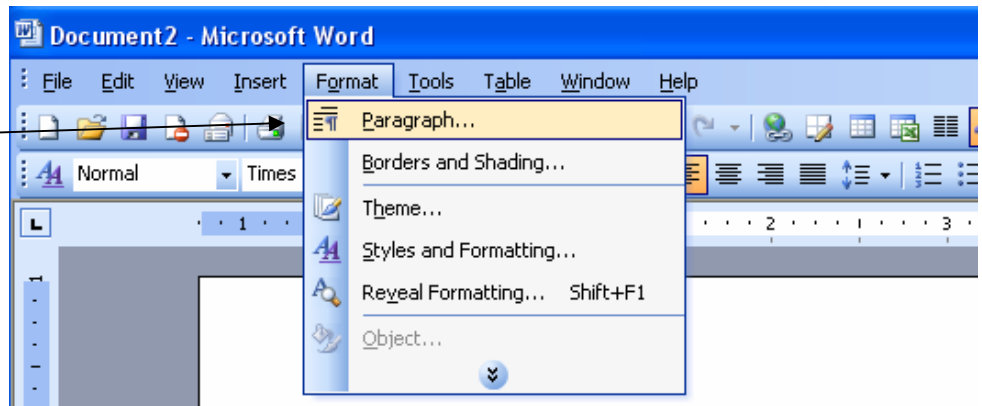 Document2 - Microsoft Word
File Edit View Insert Format Tools Table Window Help
Paragraph...
Borders and Shading...
Normal Times
Theme...
1 2 3
Styles and Formatting...
Reveal Formatting... Shift+F1
Object...
1